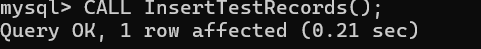 mysql> CALL InsertTestRecords();
Query OK, 1 row affected (0.21 sec)